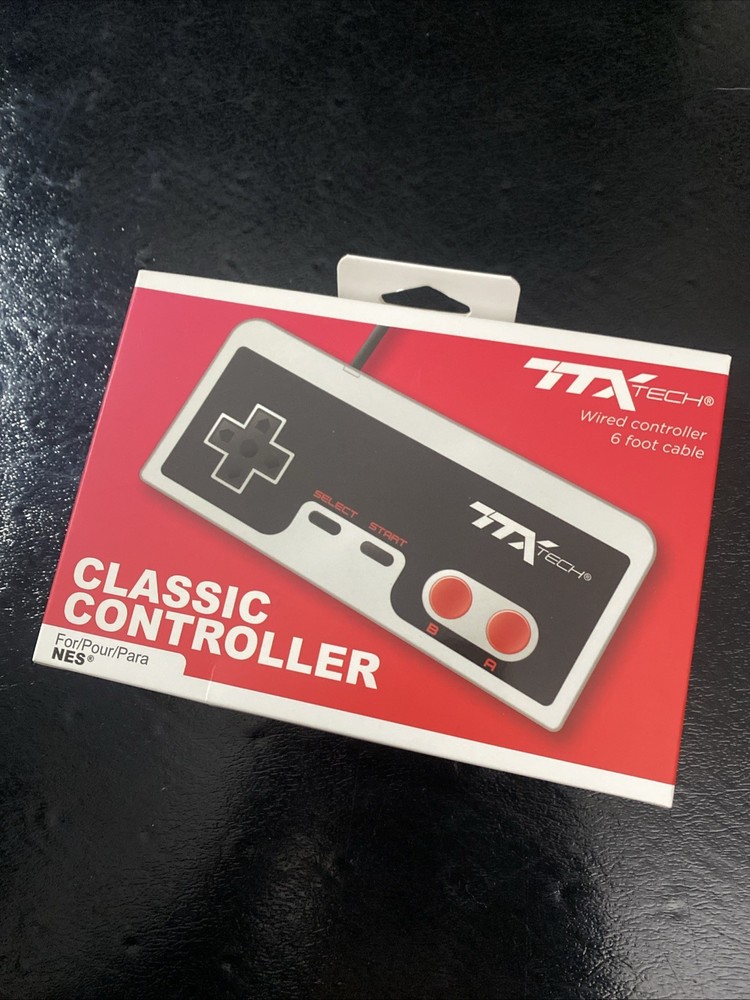 TTX TECH®
Wired controller
6 foot cable
SELECT START
TTX TECH®
B A
CLASSIC
CONTROLLER
For/Pour/Para
NES®